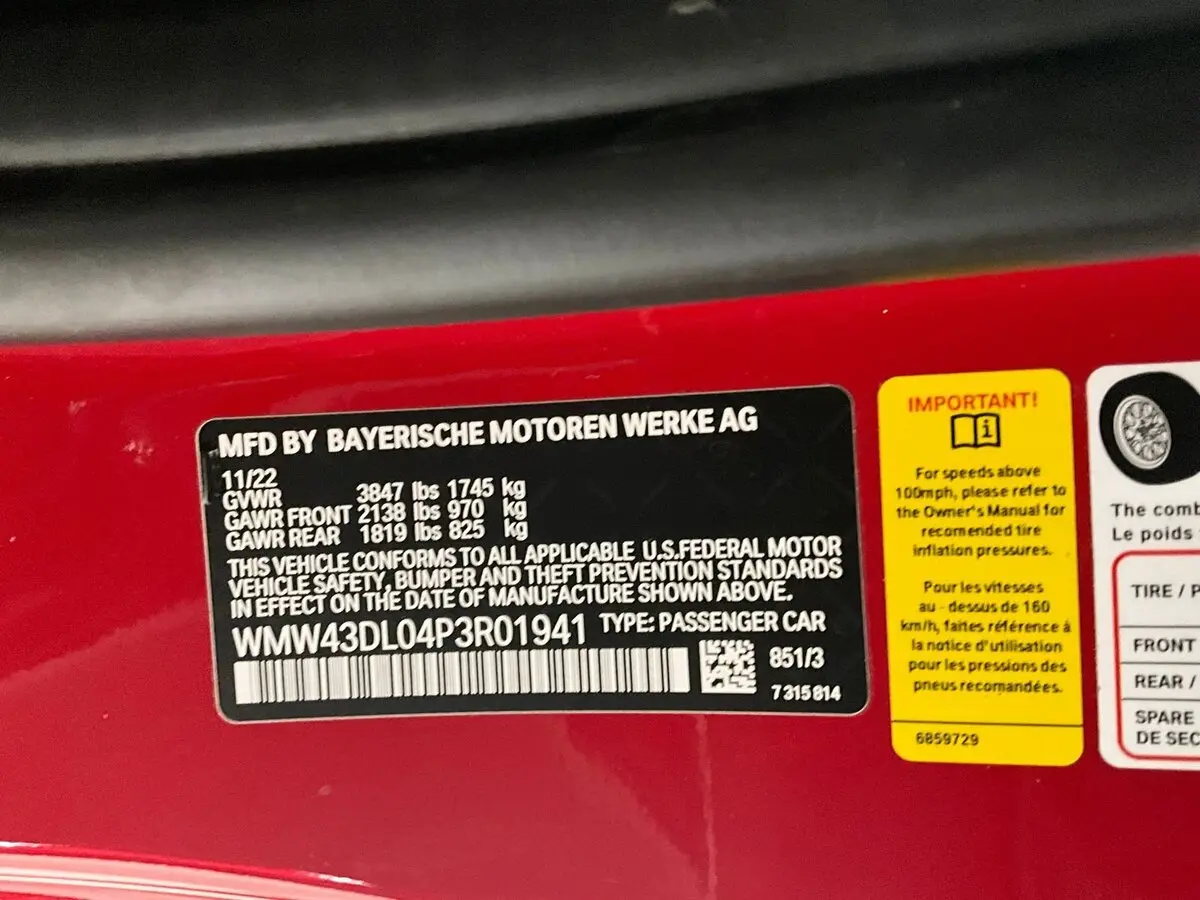 MFD BY BAYERISCHE MOTOREN WERKE AG
11/22
GVWR 3847 lbs 1745 kg
GAWR FRONT 2138 lbs 970 kg
GAWR REAR 1819 lbs 825 kg
THIS VEHICLE CONFORMS TO ALL APPLICABLE U.S.FEDERAL MOTOR
VEHICLE SAFETY, BUMPER AND THEFT PREVENTION STANDARDS
IN EFFECT ON THE DATE OF MANUFACTURE SHOWN ABOVE.
WMW43DL04P3R01941 TYPE: PASSENGER CAR
851/3
7315814
IMPORTANT!
For speeds above
100mph, please refer to
the Owner's Manual for
recomended tire
inflation pressures.
Pour les vitesses
au - dessus de 160
km/h, faites référence à
la notice d'utilisation
pour les pressions des
pneus recomandées.
6859729
The comb
Le poids
TIRE / P
FRONT
REAR /
SPARE
DE SEC